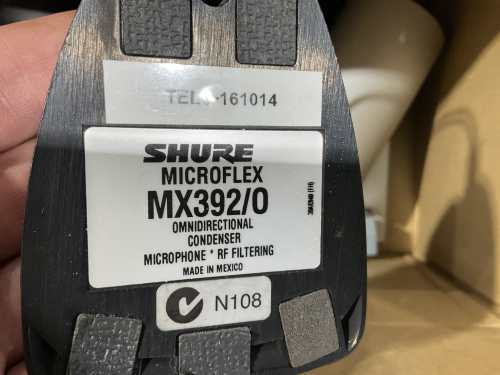 TEL 161014
SHURE
MICROFLEX
MX392/O
OMNIDIRECTIONAL
CONDENSER
MICROPHONE * RF FILTERING
MADE IN MEXICO
N108